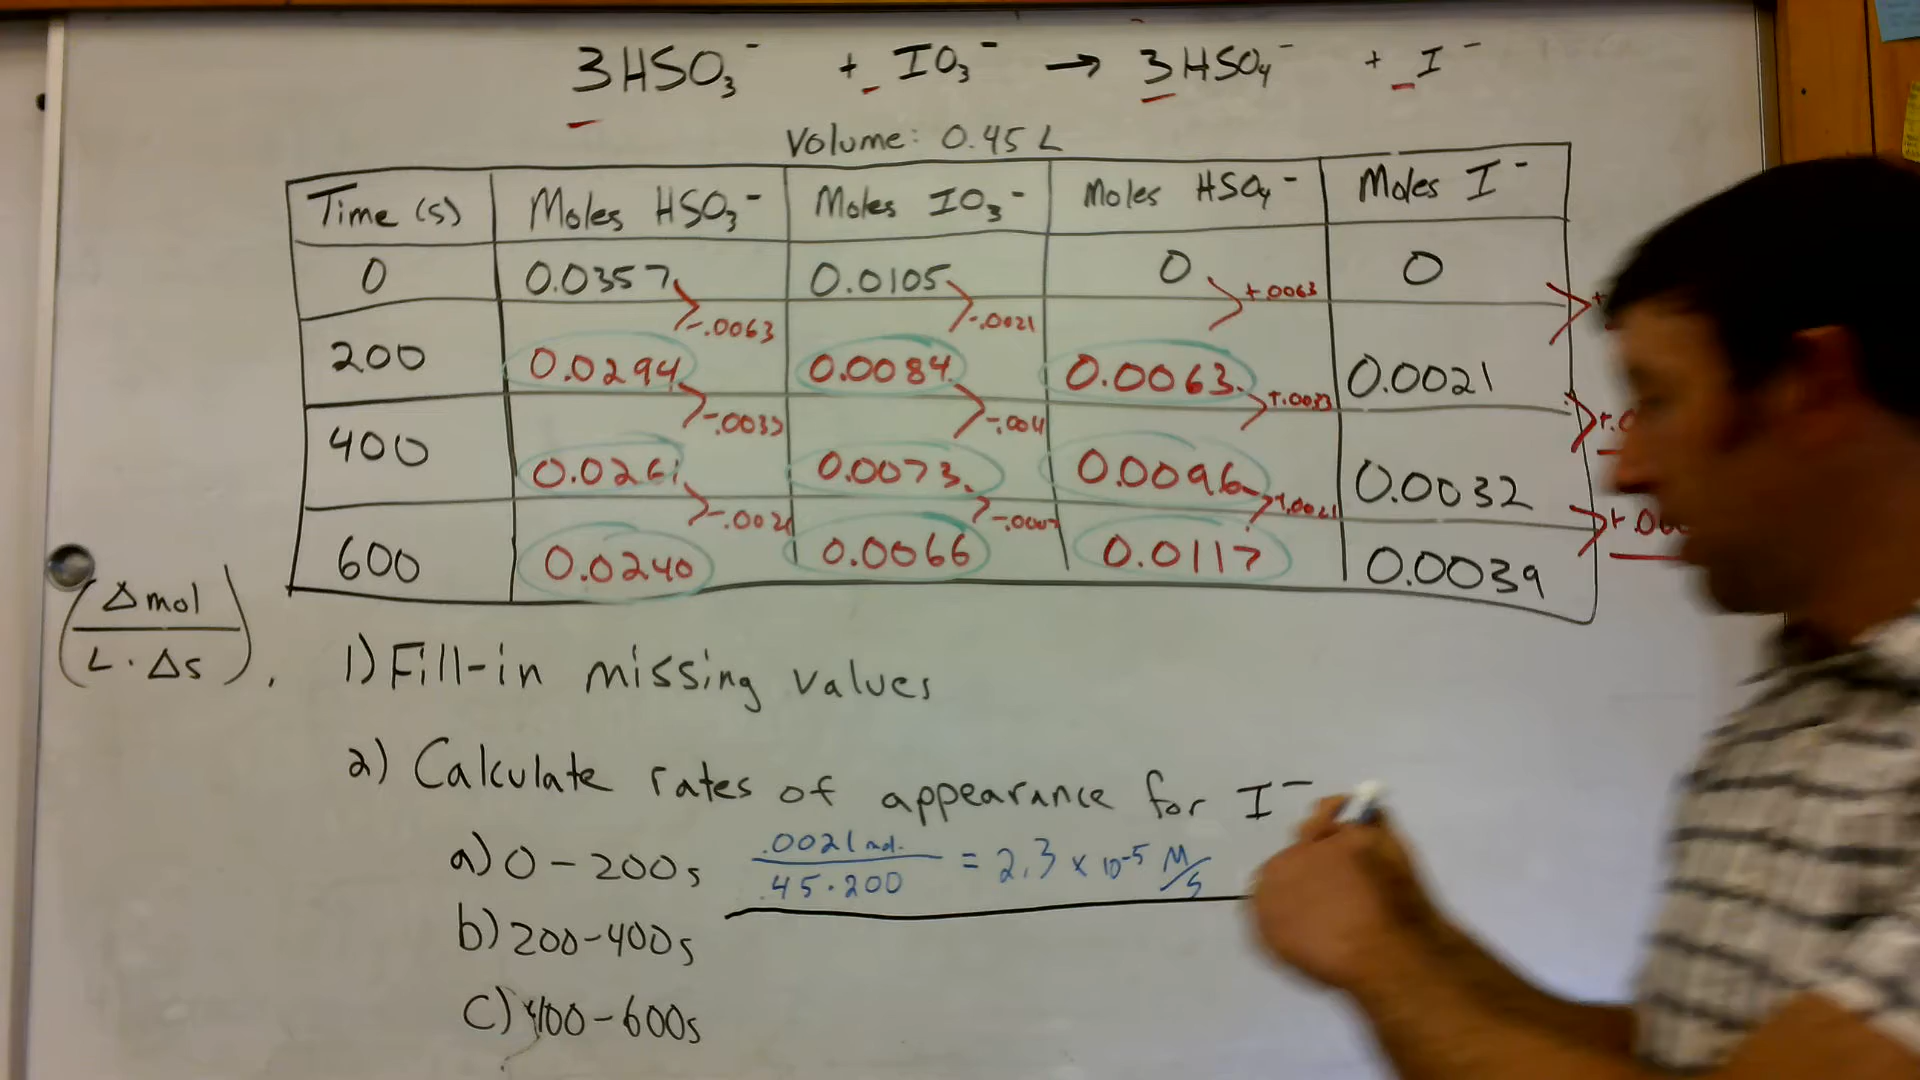 3HSO₃⁻ + IO₃⁻ → 3HSO₄⁻ + I⁻
Volume: 0.45 L
Time (s) Moles HSO₃⁻ Moles IO₃⁻ Moles HSO₄⁻ Moles I⁻
0 0.0357 0.0105 0 0
-.0063 -.0021 +.0063
200 0.0294 0.0084 0.0063 0.0021
-.0033 +.0033
400 0.0261 0.0073 0.0096 0.0032
-.0021 -.0007 +.0021
600 0.0240 0.0066 0.0117 0.0039
(Δmol / L · Δs)
1) Fill-in missing values
2) Calculate rates of appearance for I⁻
a) 0-200s .0021 mol / .45 · 200 = 2.3 x 10⁻⁵ M/s
b) 200-400s
c) 400-600s